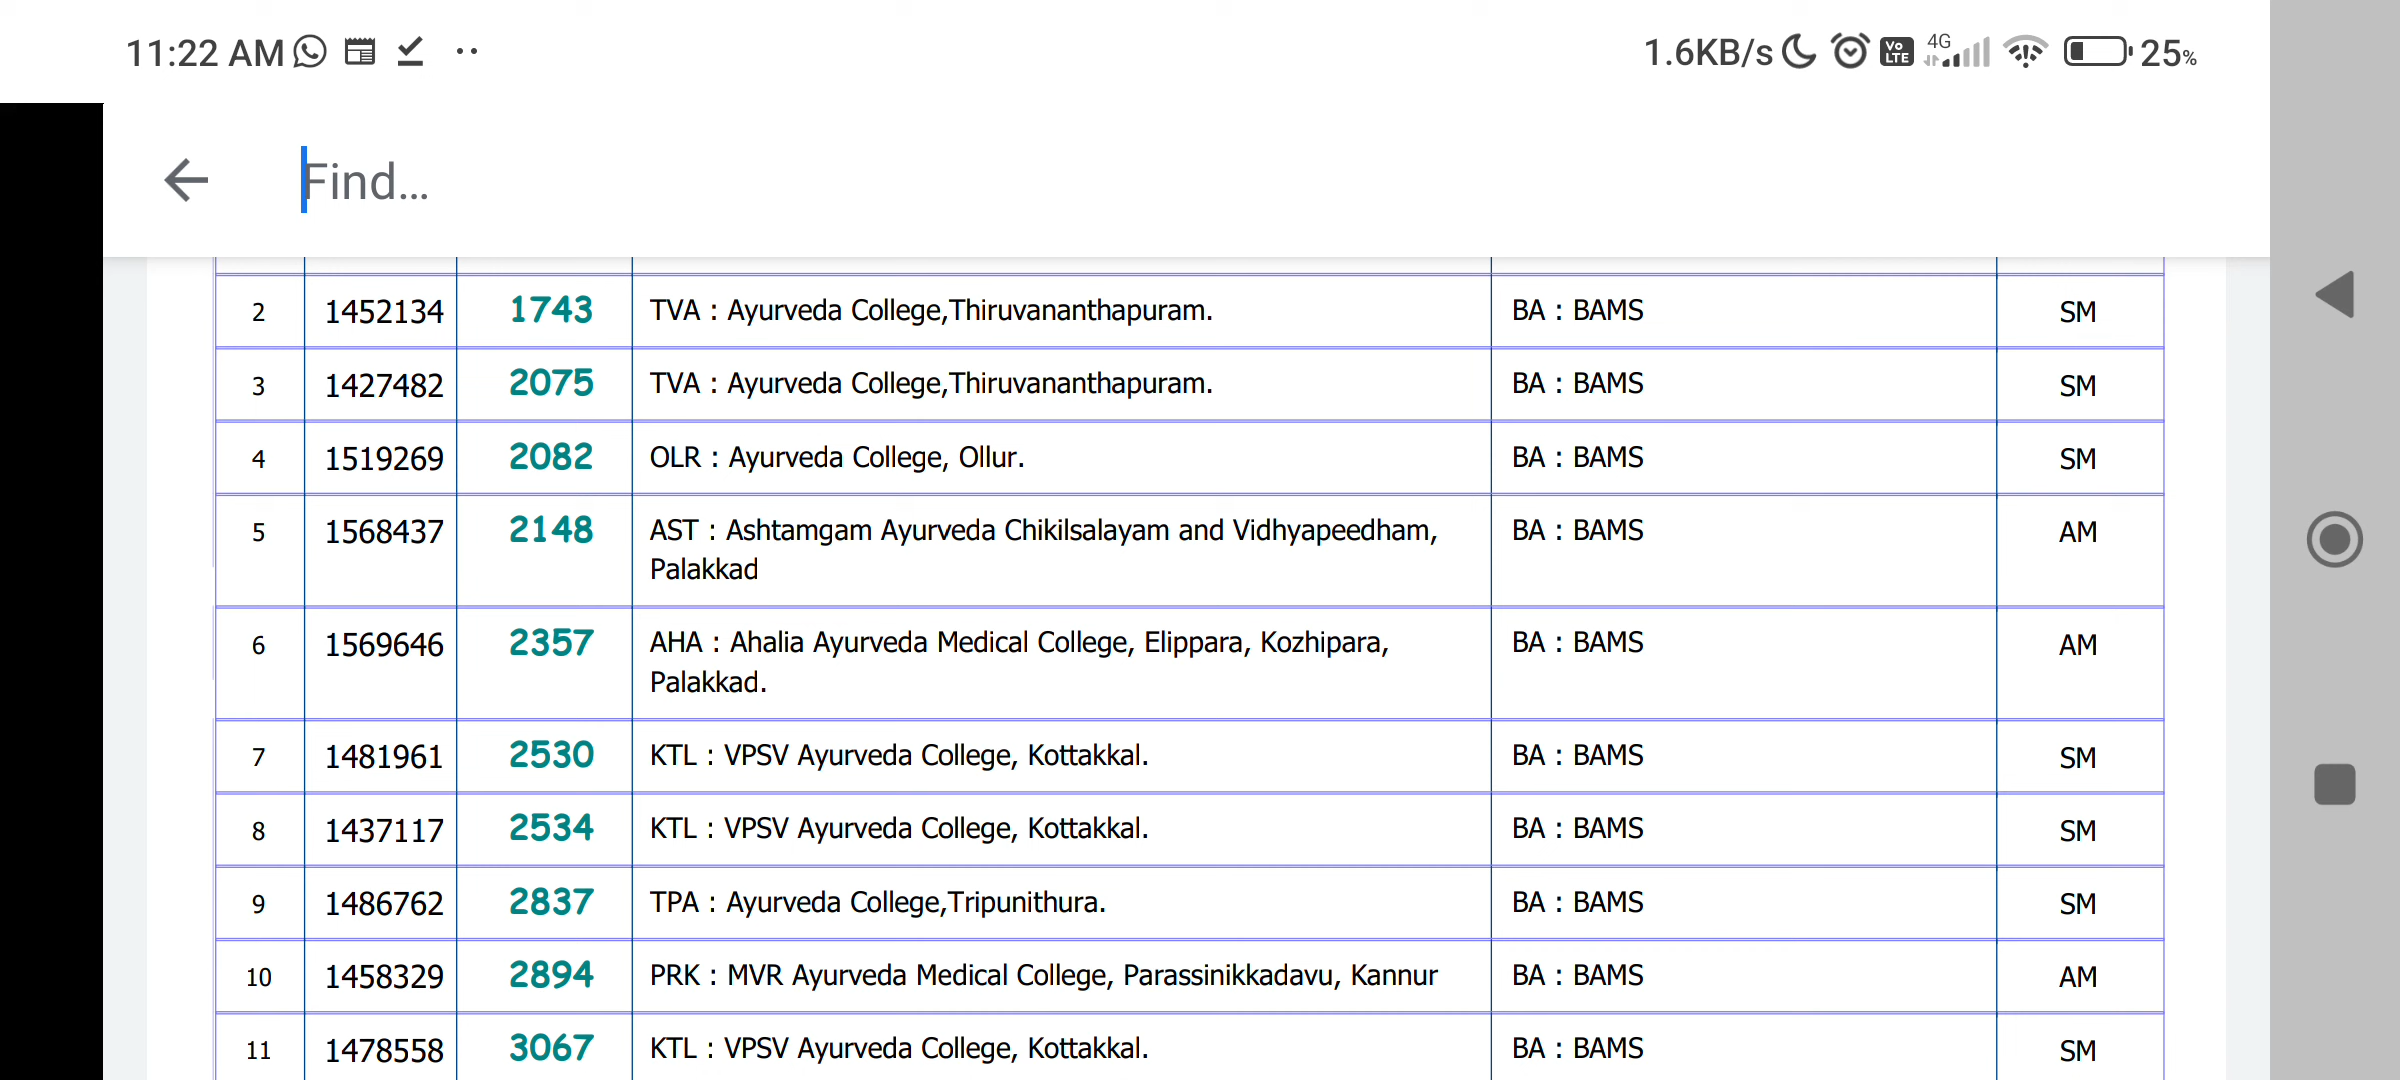 11:22 AM 1.6KB/s Vo LTE 4G 25%
Find...
2 1452134 1743 TVA : Ayurveda College,Thiruvananthapuram. BA : BAMS SM
3 1427482 2075 TVA : Ayurveda College,Thiruvananthapuram. BA : BAMS SM
4 1519269 2082 OLR : Ayurveda College, Ollur. BA : BAMS SM
5 1568437 2148 AST : Ashtamgam Ayurveda Chikilsalayam and Vidhyapeedham, BA : BAMS AM
Palakkad
6 1569646 2357 AHA : Ahalia Ayurveda Medical College, Elippara, Kozhipara, BA : BAMS AM
Palakkad.
7 1481961 2530 KTL : VPSV Ayurveda College, Kottakkal. BA : BAMS SM
8 1437117 2534 KTL : VPSV Ayurveda College, Kottakkal. BA : BAMS SM
9 1486762 2837 TPA : Ayurveda College,Tripunithura. BA : BAMS SM
10 1458329 2894 PRK : MVR Ayurveda Medical College, Parassinikkadavu, Kannur BA : BAMS AM
11 1478558 3067 KTL : VPSV Ayurveda College, Kottakkal. BA : BAMS SM